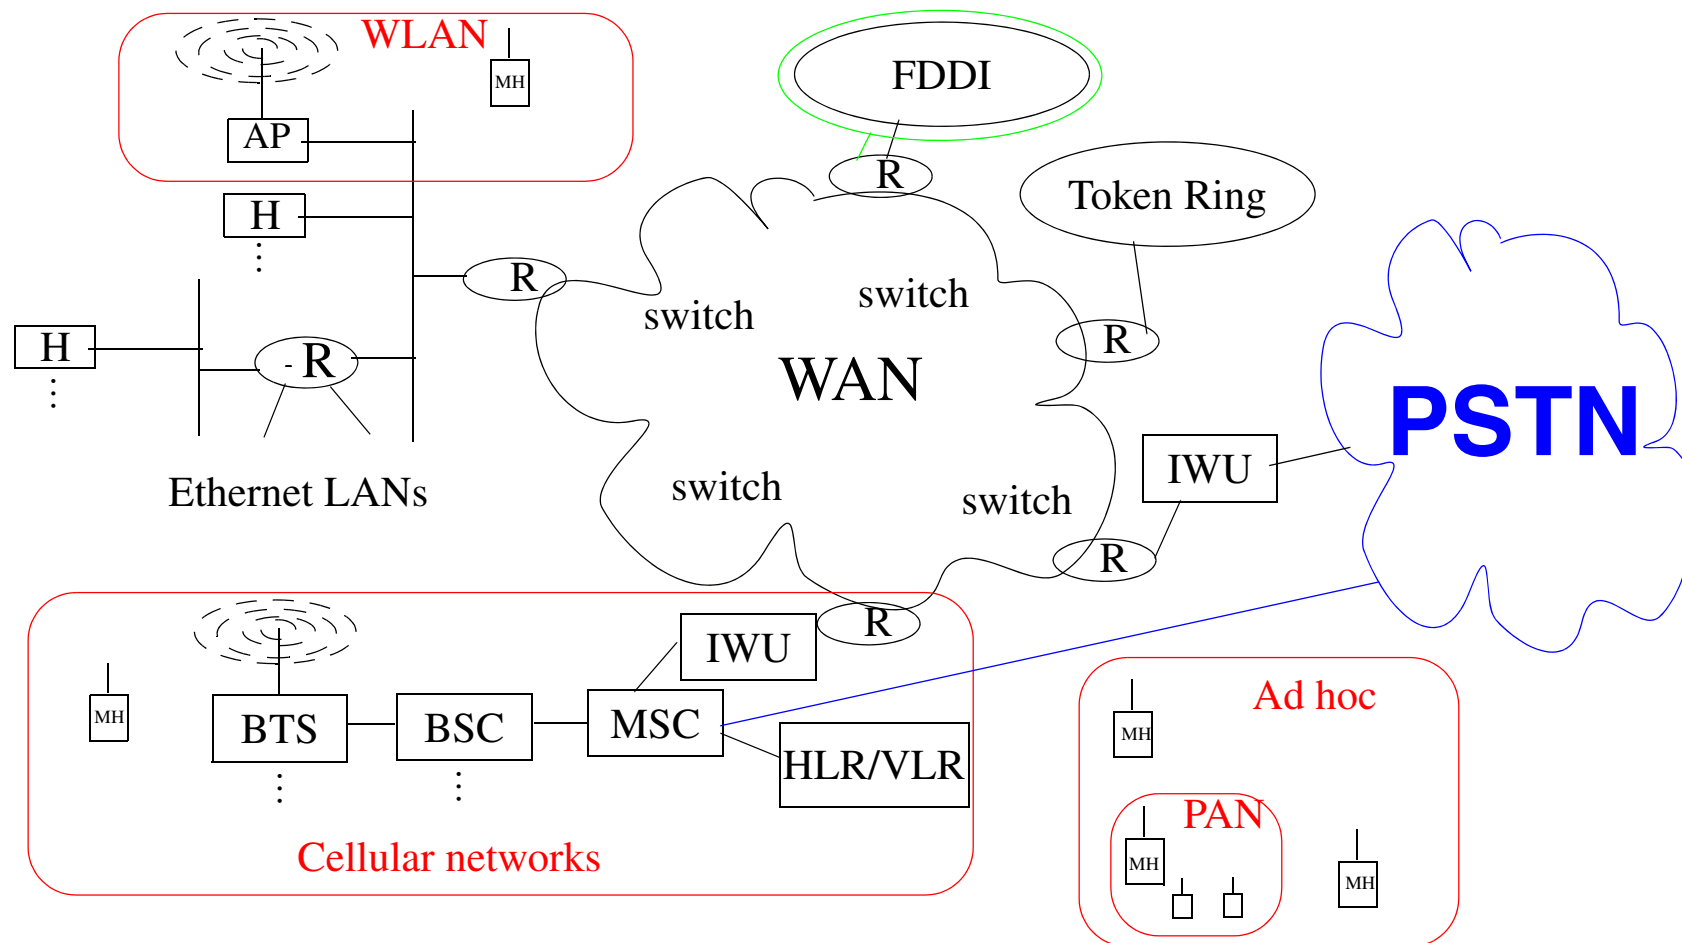 WLAN
MH
AP
FDDI
R
Token Ring
H
R
switch
switch
R
H
- R
WAN
PSTN
IWU
Ethernet LANs
switch
switch
R
R
IWU
MH
BTS
BSC
MSC
HLR/VLR
Cellular networks
Ad hoc
MH
PAN
MH
MH